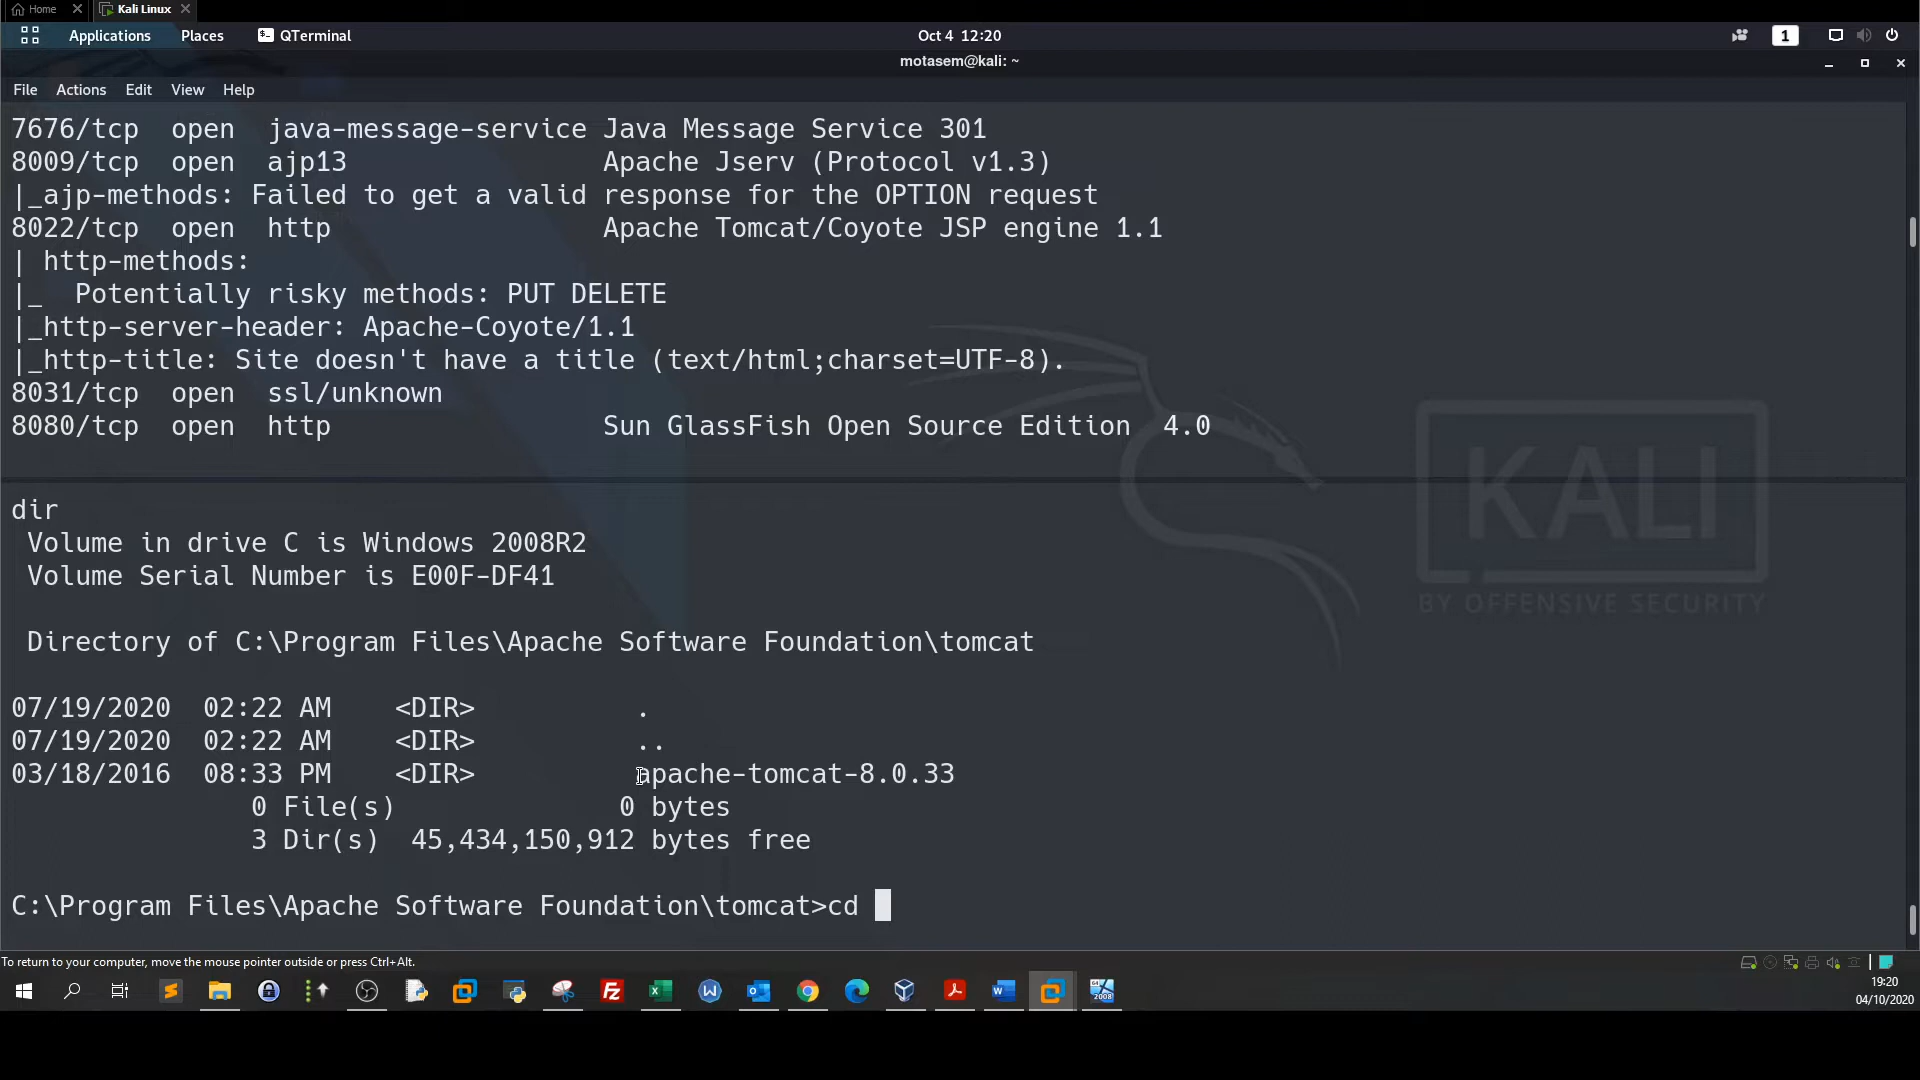 Home
Kali Linux
Applications Places QTerminal Oct 4 12:20 1
motasem@kali: ~
File Actions Edit View Help
7676/tcp open java-message-service Java Message Service 301
8009/tcp open ajp13 Apache Jserv (Protocol v1.3)
|_ajp-methods: Failed to get a valid response for the OPTION request
8022/tcp open http Apache Tomcat/Coyote JSP engine 1.1
| http-methods:
|_ Potentially risky methods: PUT DELETE
|_http-server-header: Apache-Coyote/1.1
|_http-title: Site doesn't have a title (text/html;charset=UTF-8).
8031/tcp open ssl/unknown
8080/tcp open http Sun GlassFish Open Source Edition 4.0
KALI
BY OFFENSIVE SECURITY
dir
Volume in drive C is Windows 2008R2
Volume Serial Number is E00F-DF41
Directory of C:\Program Files\Apache Software Foundation\tomcat
07/19/2020 02:22 AM <DIR> .
07/19/2020 02:22 AM <DIR> ..
03/18/2016 08:33 PM <DIR> apache-tomcat-8.0.33
0 File(s) 0 bytes
3 Dir(s) 45,434,150,912 bytes free
C:\Program Files\Apache Software Foundation\tomcat>cd
To return to your computer, move the mouse pointer outside or press Ctrl+Alt.
19:20
04/10/2020